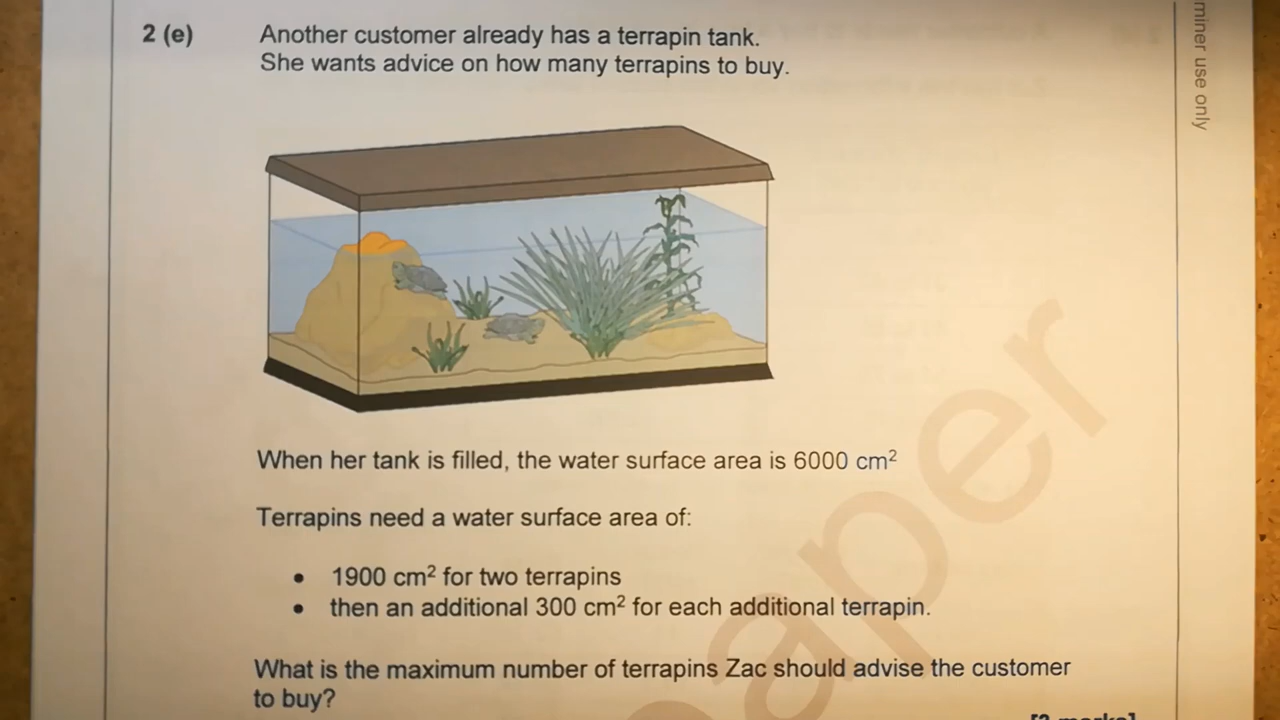 miner use only
2 (e) Another customer already has a terrapin tank.
She wants advice on how many terrapins to buy.
When her tank is filled, the water surface area is 6000 cm²
Terrapins need a water surface area of:
• 1900 cm² for two terrapins
• then an additional 300 cm² for each additional terrapin.
What is the maximum number of terrapins Zac should advise the customer
to buy?
aper